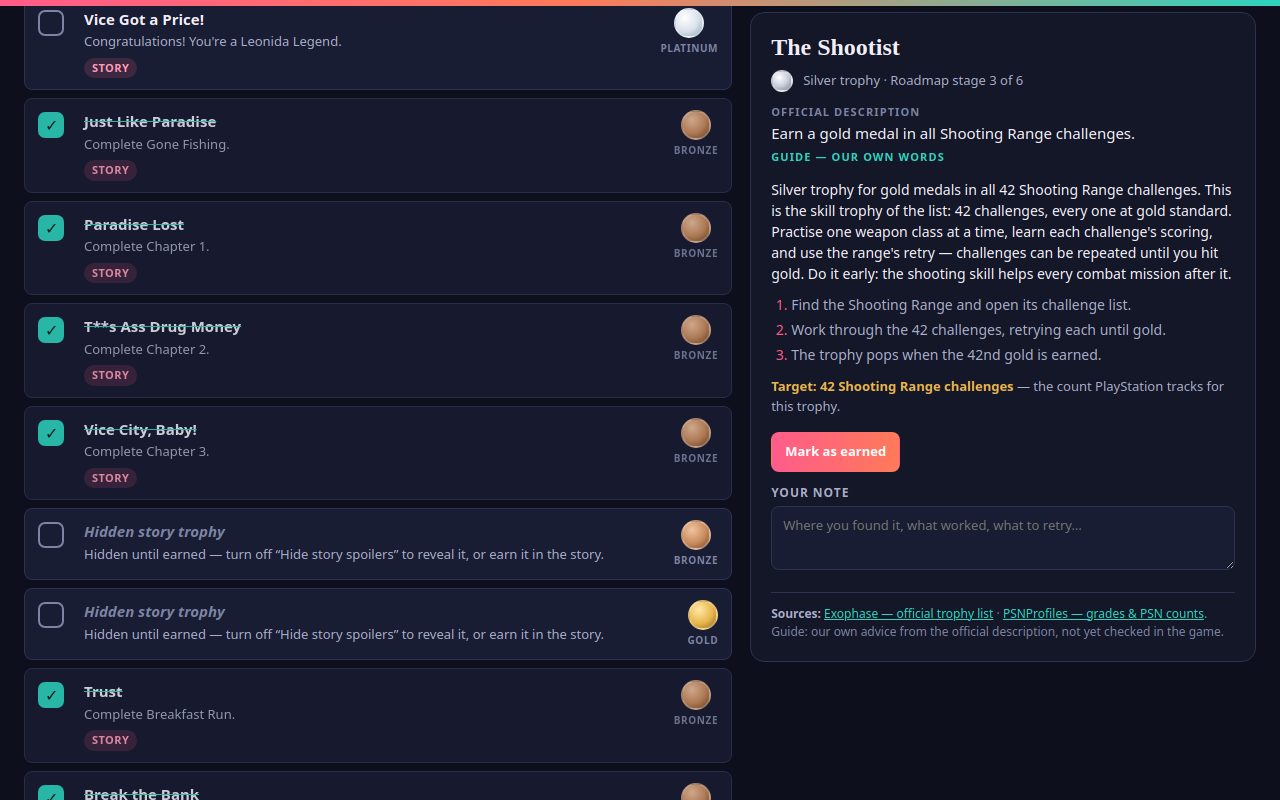 Vice Got a Price!
Congratulations! You're a Leonida Legend.
STORY
PLATINUM
✓
Just Like Paradise
Complete Gone Fishing.
STORY
BRONZE
✓
Paradise Lost
Complete Chapter 1.
STORY
BRONZE
✓
T**s Ass Drug Money
Complete Chapter 2.
STORY
BRONZE
✓
Vice City, Baby!
Complete Chapter 3.
STORY
BRONZE
Hidden story trophy
Hidden until earned — turn off “Hide story spoilers” to reveal it, or earn it in the story.
BRONZE
Hidden story trophy
Hidden until earned — turn off “Hide story spoilers” to reveal it, or earn it in the story.
GOLD
✓
Trust
Complete Breakfast Run.
STORY
BRONZE
✓
Break the Bank
The Shootist
Silver trophy · Roadmap stage 3 of 6
OFFICIAL DESCRIPTION
Earn a gold medal in all Shooting Range challenges.
GUIDE — OUR OWN WORDS
Silver trophy for gold medals in all 42 Shooting Range challenges. This
is the skill trophy of the list: 42 challenges, every one at gold standard.
Practise one weapon class at a time, learn each challenge's scoring,
and use the range's retry — challenges can be repeated until you hit
gold. Do it early: the shooting skill helps every combat mission after it.
1. Find the Shooting Range and open its challenge list.
2. Work through the 42 challenges, retrying each until gold.
3. The trophy pops when the 42nd gold is earned.
Target: 42 Shooting Range challenges — the count PlayStation tracks for
this trophy.
Mark as earned
YOUR NOTE
Where you found it, what worked, what to retry…
Sources: Exophase — official trophy list · PSNProfiles — grades & PSN counts.
Guide: our own advice from the official description, not yet checked in the game.